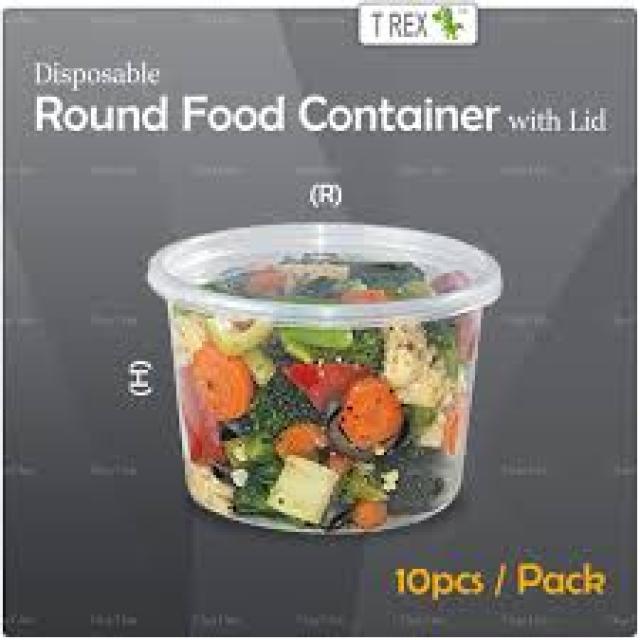 T REX
Disposable
Round Food Container with Lid
(R)
(H)
10pcs / Pack